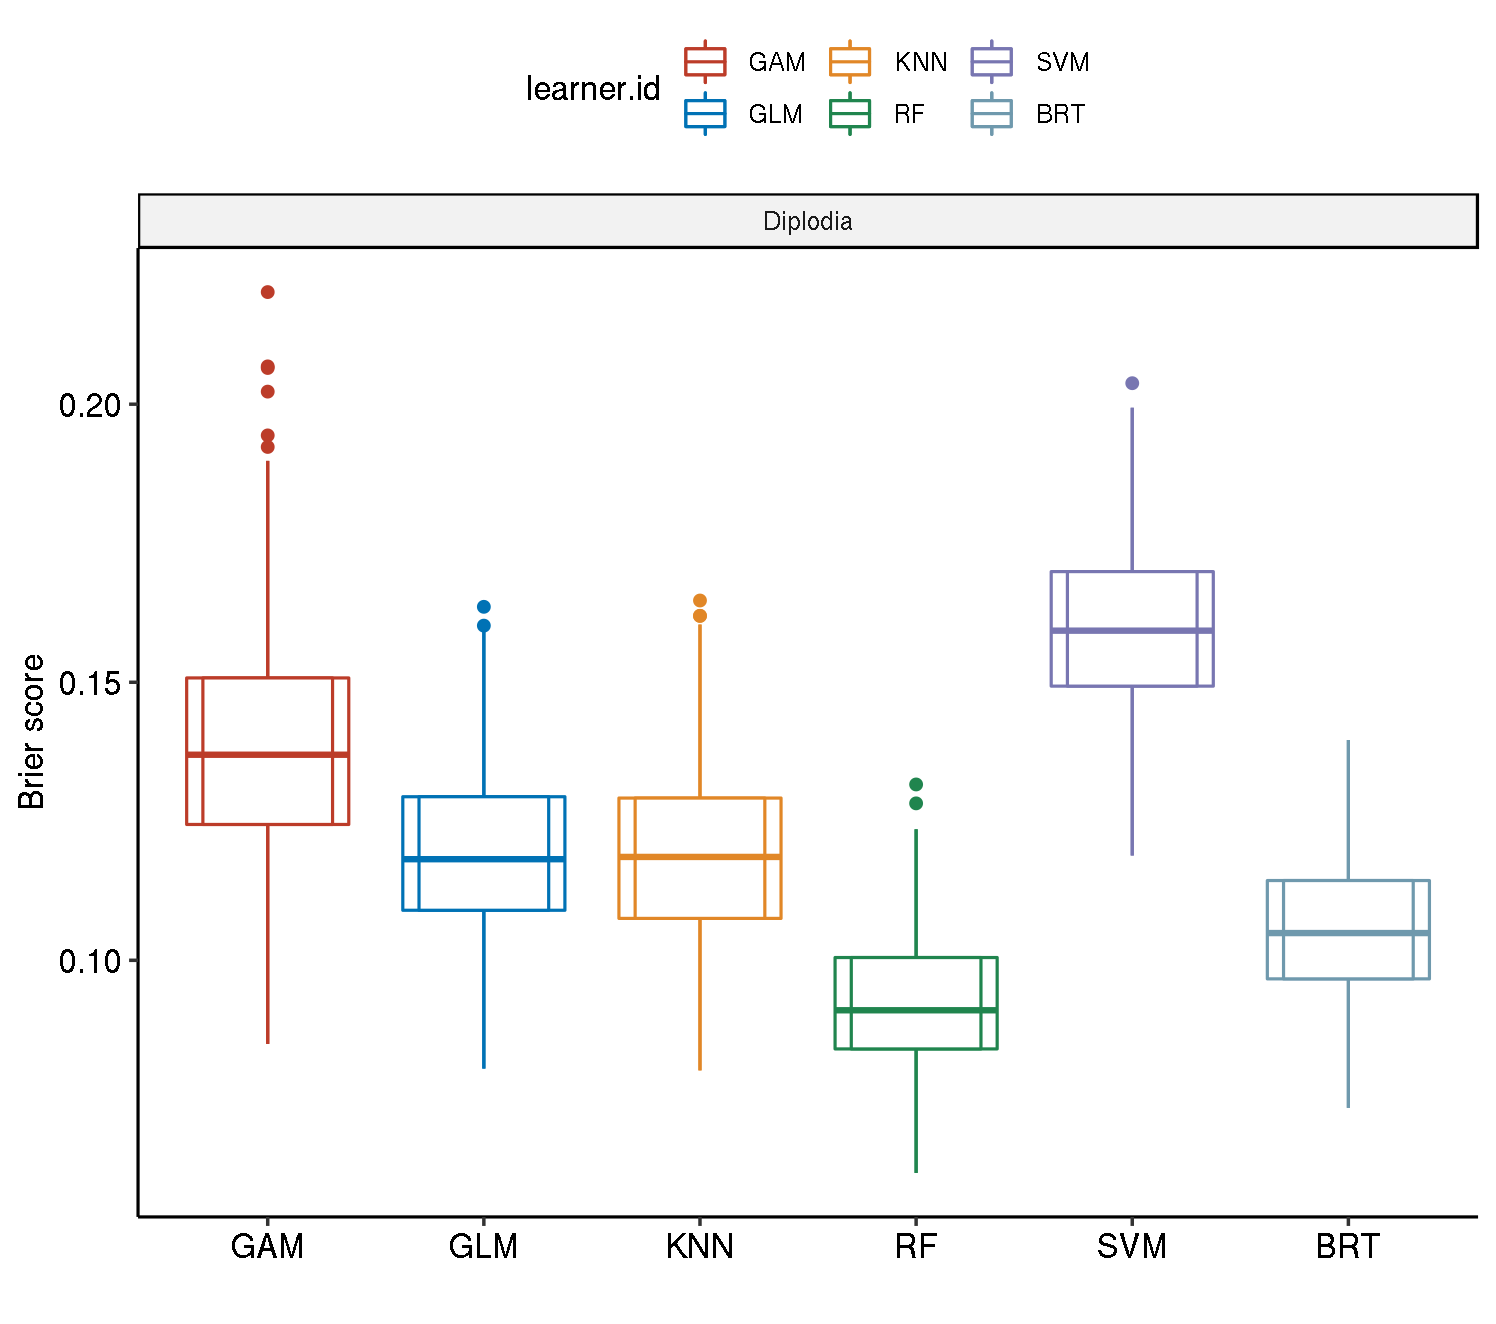 learner.id
GAM KNN SVM
GLM RF BRT
Diplodia
Brier score
0.20
0.15
0.10
GAM GLM KNN RF SVM BRT